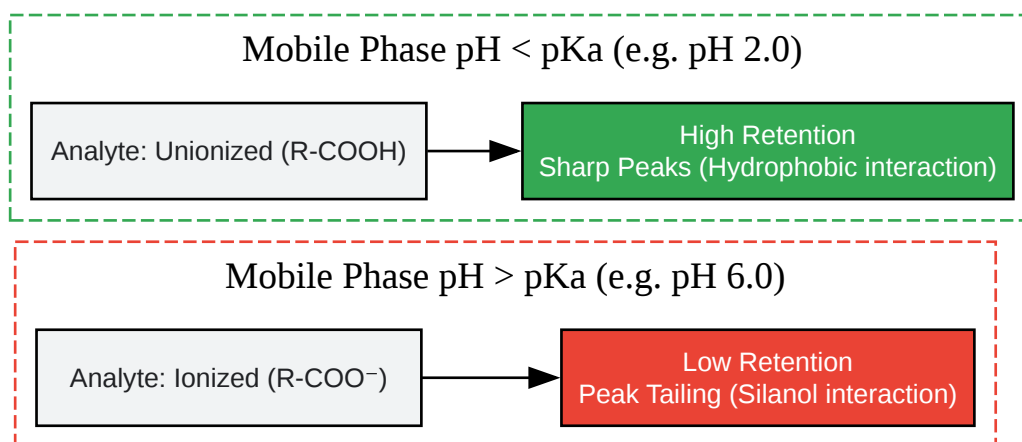 Mobile Phase pH < pKa (e.g. pH 2.0)
Analyte: Unionized (R-COOH)
High Retention
Sharp Peaks (Hydrophobic interaction)
Mobile Phase pH > pKa (e.g. pH 6.0)
Analyte: Ionized (R-COO⁻)
Low Retention
Peak Tailing (Silanol interaction)